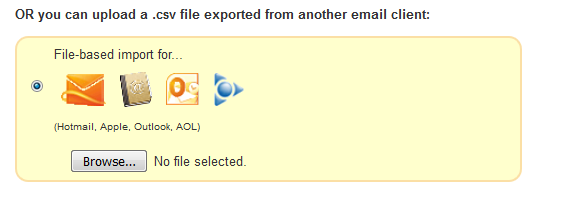 OR you can upload a .csv file exported from another email client:
File-based import for...
(Hotmail, Apple, Outlook, AOL)
Browse... No file selected.